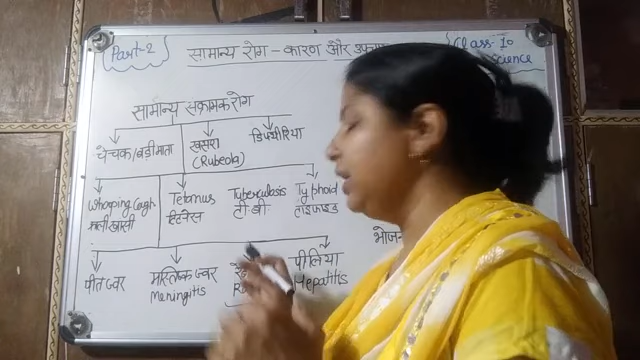 Part-2
सामान्य रोग - कारण और
Class-10
science
सामान्य संक्रामक रोग
चेचक/बड़ीमाता
खसरा
(Rubeola)
डिफ्थीरिया
Whooping Cough
काली खांसी
Tetanus
टिटनेस
Tuberculosis
टी.बी.
Typhoid
टाइफाइड
पीत ज्वर
मस्तिष्क ज्वर
Meningitis
पीलिया
Hepatitis